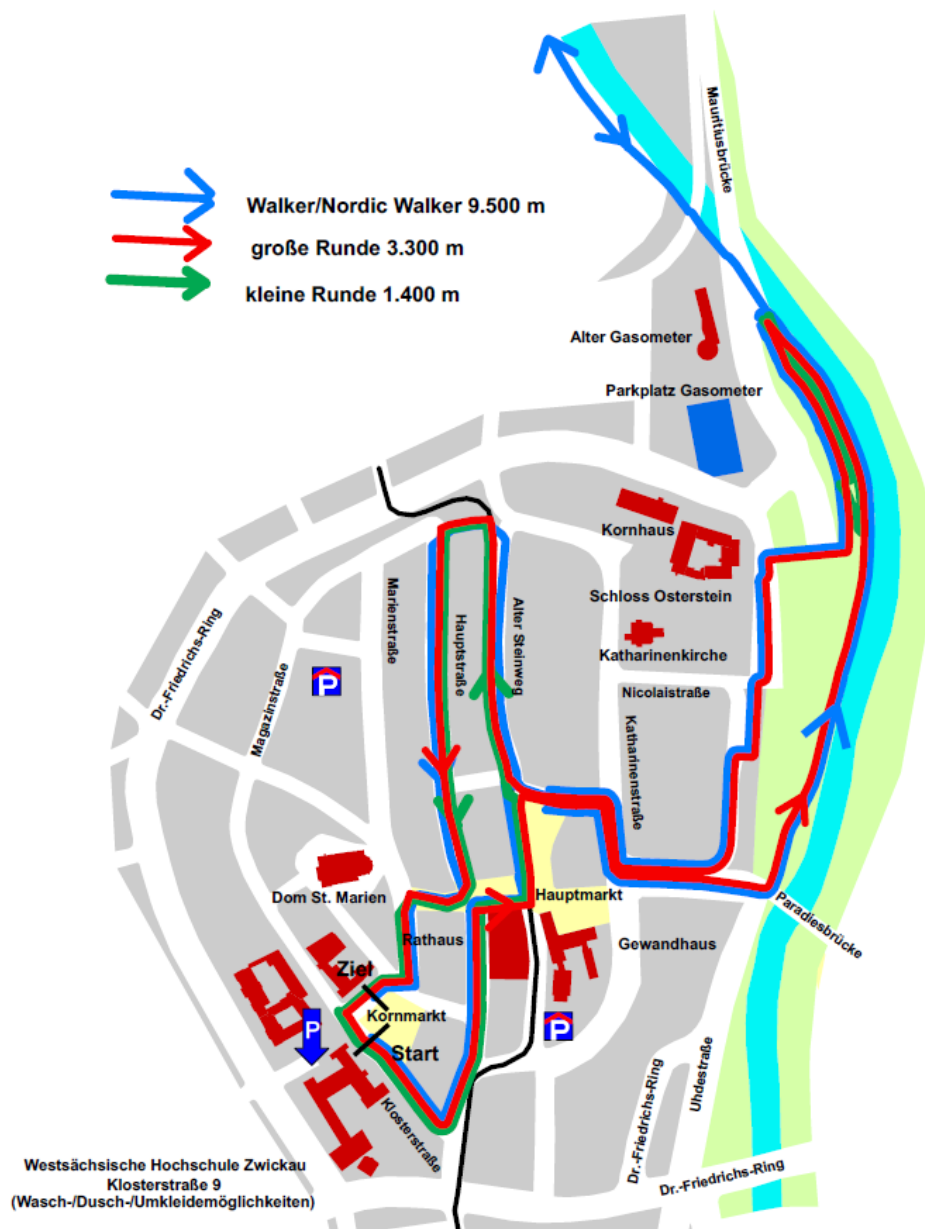 Mauritiusbrücke
Walker/Nordic Walker 9.500 m
große Runde 3.300 m
kleine Runde 1.400 m
Alter Gasometer
Parkplatz Gasometer
Kornhaus
Schloss Osterstein
Marienstraße
Hauptstraße
Alter Steinweg
Katharinenkirche
Dr.-Friedrichs-Ring
Magazinstraße
P
Nicolaistraße
Katharinenstraße
Dom St. Marien
Hauptmarkt
Paradiesbrücke
Rathaus
Gewandhaus
Ziel
Kornmarkt
P
P
Start
Klosterstraße
Dr.-Friedrichs-Ring
Uhdestraße
Dr.-Friedrichs-Ring
Westsächsische Hochschule Zwickau
Klosterstraße 9
(Wasch-/Dusch-/Umkleidemöglichkeiten)